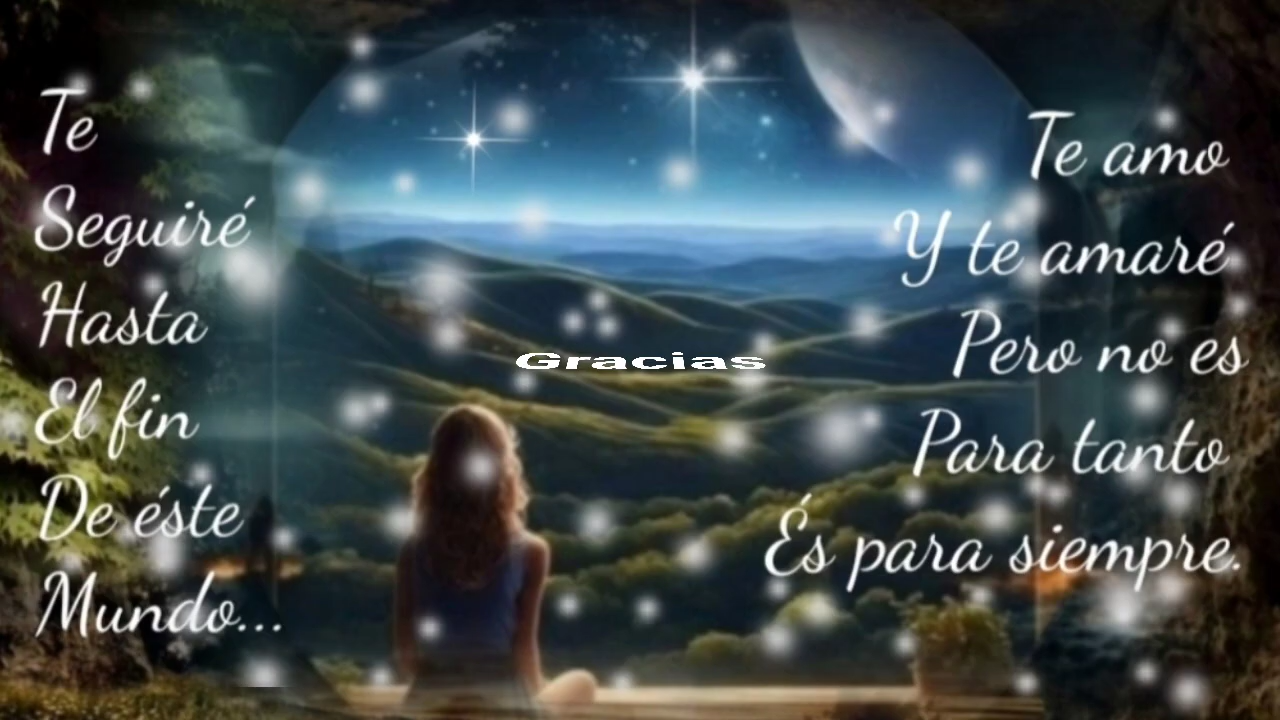 Te
Seguiré
Hasta
El fin
De éste
Mundo...
Gracias
Te amo
Y te amaré
Pero no es
Para tanto
És para siempre.